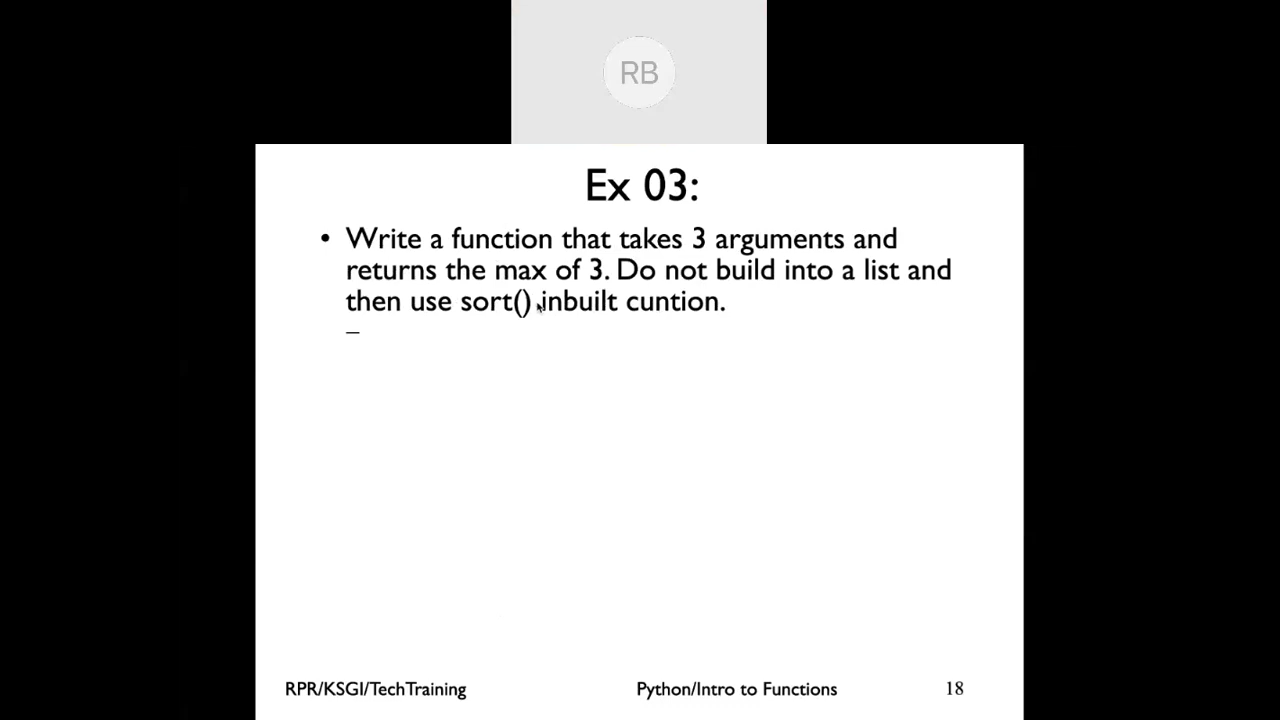 RB
Ex 03:
• Write a function that takes 3 arguments and
returns the max of 3. Do not build into a list and
then use sort() inbuilt cuntion.
–
RPR/KSGI/TechTraining
Python/Intro to Functions
18